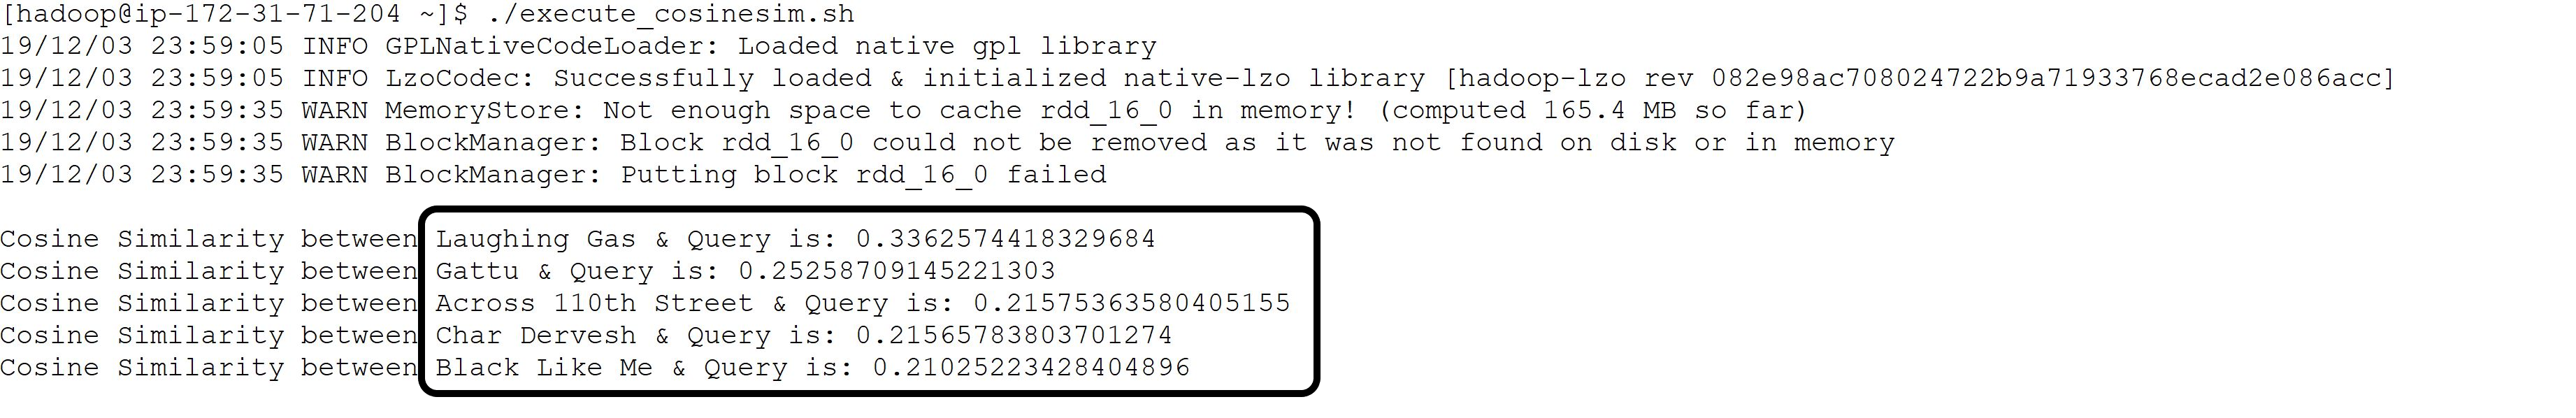 [hadoop@ip-172-31-71-204 ~]$ ./execute_cosinesim.sh
19/12/03 23:59:05 INFO GPLNativeCodeLoader: Loaded native gpl library
19/12/03 23:59:05 INFO LzoCodec: Successfully loaded & initialized native-lzo library [hadoop-lzo rev 082e98ac708024722b9a71933768ecad2e086acc]
19/12/03 23:59:35 WARN MemoryStore: Not enough space to cache rdd_16_0 in memory! (computed 165.4 MB so far)
19/12/03 23:59:35 WARN BlockManager: Block rdd_16_0 could not be removed as it was not found on disk or in memory
19/12/03 23:59:35 WARN BlockManager: Putting block rdd_16_0 failed
Cosine Similarity between Laughing Gas & Query is: 0.3362574418329684
Cosine Similarity between Gattu & Query is: 0.25258709145221303
Cosine Similarity between Across 110th Street & Query is: 0.21575363580405155
Cosine Similarity between Char Dervesh & Query is: 0.21565783803701274
Cosine Similarity between Black Like Me & Query is: 0.21025223428404896